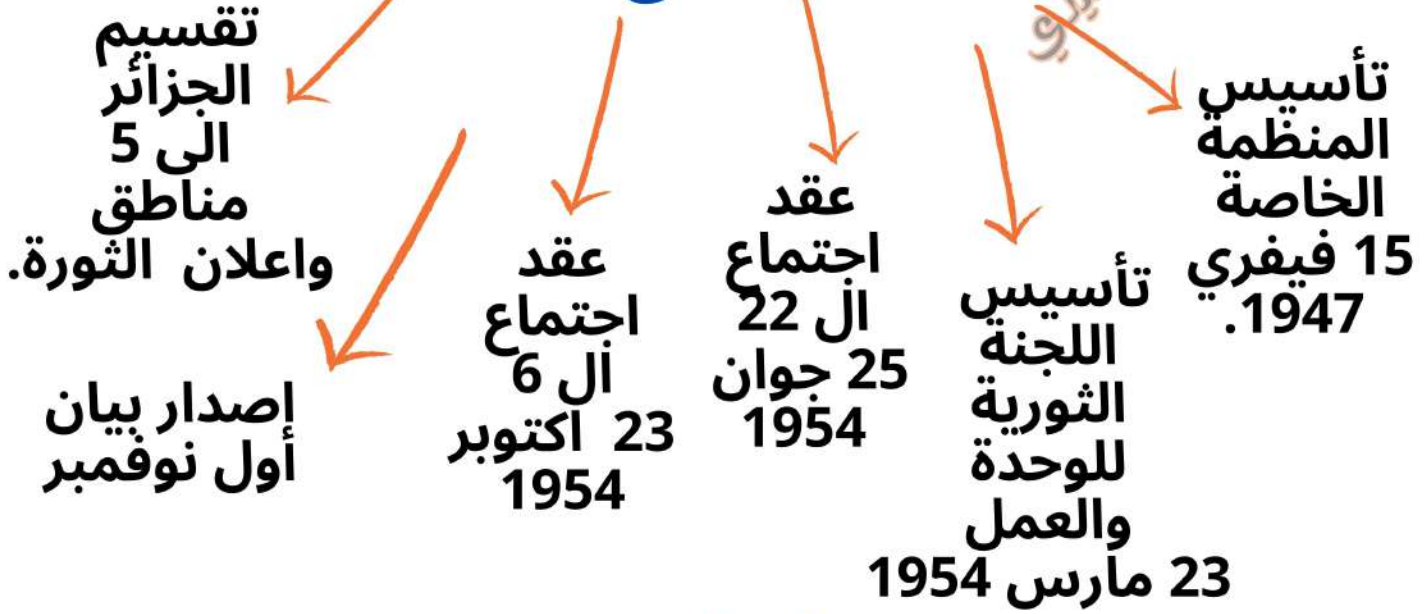 تأسيس
المنظمة
الخاصة
15 فيفري
1947.
تأسيس
اللجنة
الثورية
للوحدة
والعمل
23 مارس 1954
عقد
اجتماع
ال 22
25 جوان
1954
عقد
اجتماع
ال 6
23 اكتوبر
1954
إصدار بيان
أول نوفمبر
تقسيم
الجزائر
الى 5
مناطق
واعلان الثورة.